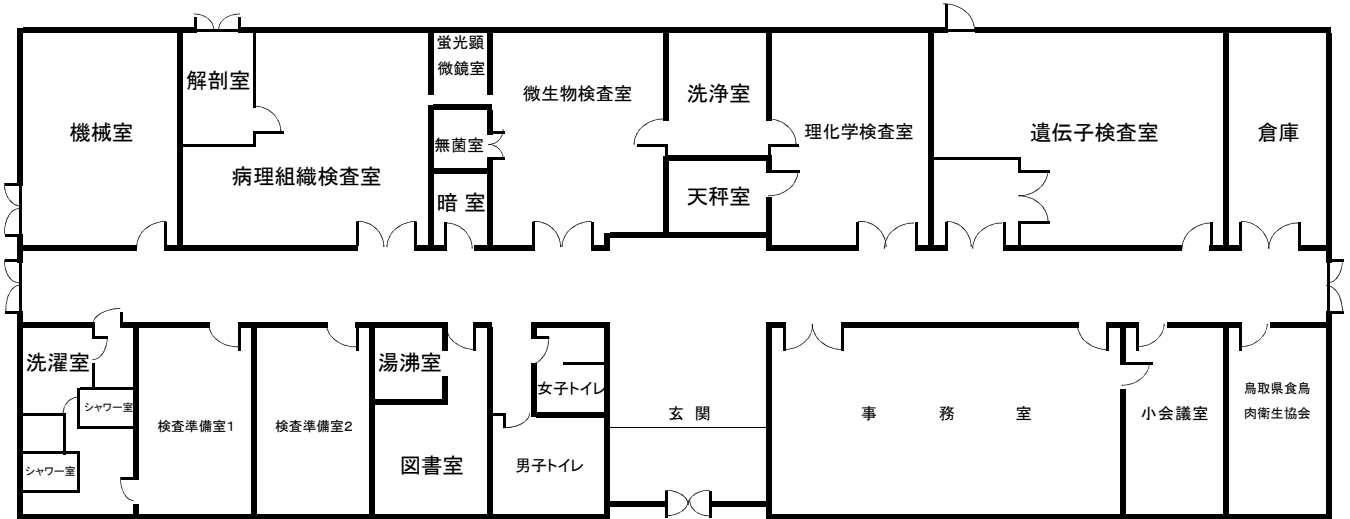 機械室
解剖室
病理組織検査室
蛍光顕
微鏡室
無菌室
暗 室
微生物検査室
洗浄室
天秤室
理化学検査室
遺伝子検査室
倉庫
洗濯室
シャワー室
シャワー室
検査準備室1
検査準備室2
湯沸室
図書室
女子トイレ
男子トイレ
玄 関
事 務 室
小会議室
鳥取県食鳥
肉衛生協会